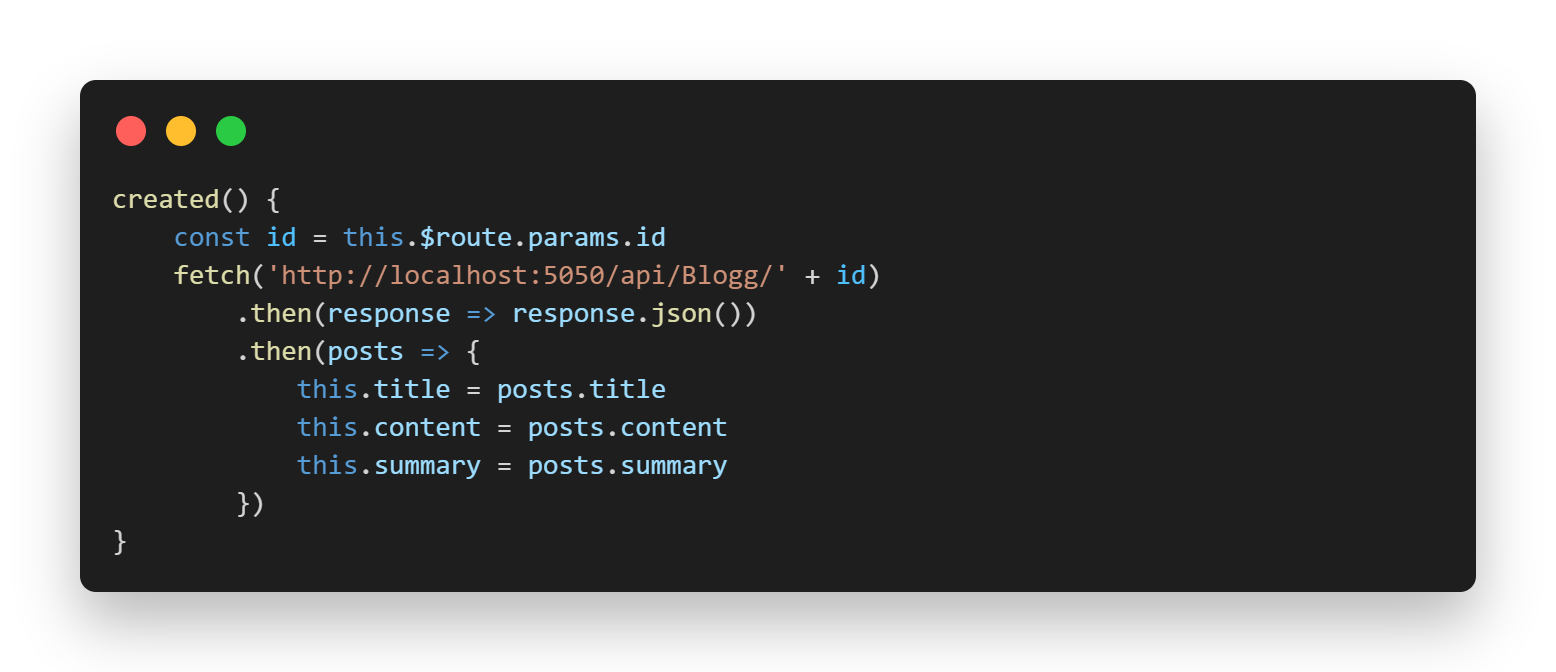 created() {
    const id = this.$route.params.id
    fetch('http://localhost:5050/api/Blogg/' + id)
        .then(response => response.json())
        .then(posts => {
            this.title = posts.title
            this.content = posts.content
            this.summary = posts.summary
        })
}